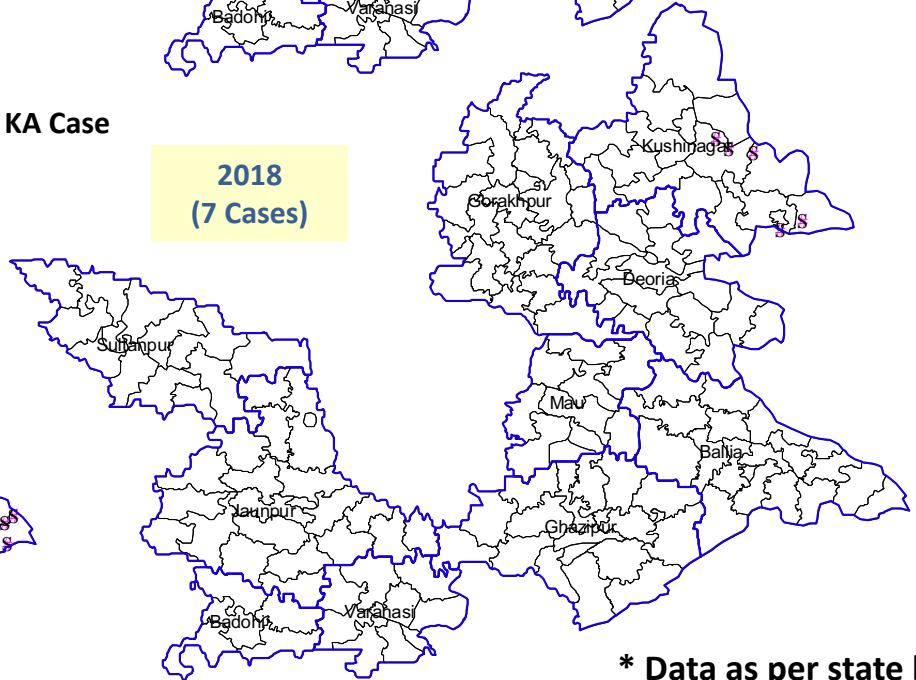 Badohi
Varanasi
KA Case
2018
(7 Cases)
Kushinagar
S
S
S
Gorakhpur
S
S
Deoria
Sultanpur
Mau
Ballia
S
S
S
Jaunpur
Ghazipur
Badohi
Varanasi
* Data as per state